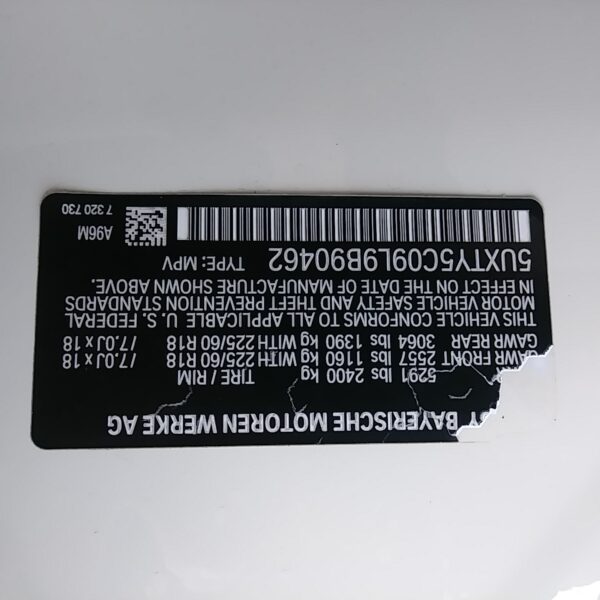 BY BAYERISCHE MOTOREN WERKE AG
TIRE / RIM
5291 lbs 2400 kg
GAWR FRONT 2557 lbs 1160 kg WITH 225/60 R18 /7.0J x 18
GAWR REAR 3064 lbs 1390 kg WITH 225/60 R18 /7.0J x 18
THIS VEHICLE CONFORMS TO ALL APPLICABLE U. S. FEDERAL
MOTOR VEHICLE SAFETY AND THEFT PREVENTION STANDARDS
IN EFFECT ON THE DATE OF MANUFACTURE SHOWN ABOVE.
5UXTY5C09L9B90462 TYPE: MPV
A96M
7 320 730